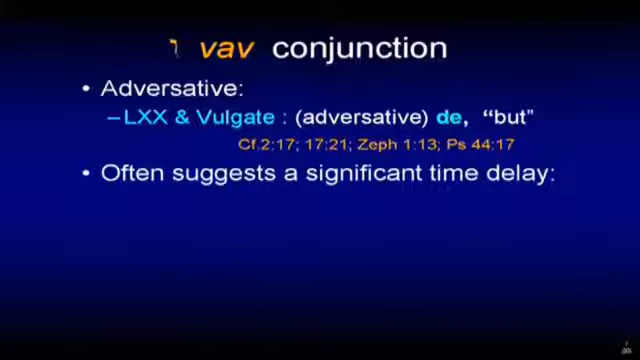 ו vav conjunction
• Adversative:
–LXX & Vulgate : (adversative) de, “but”
Cf.2:17; 17:21; Zeph 1:13; Ps 44:17
• Often suggests a significant time delay: